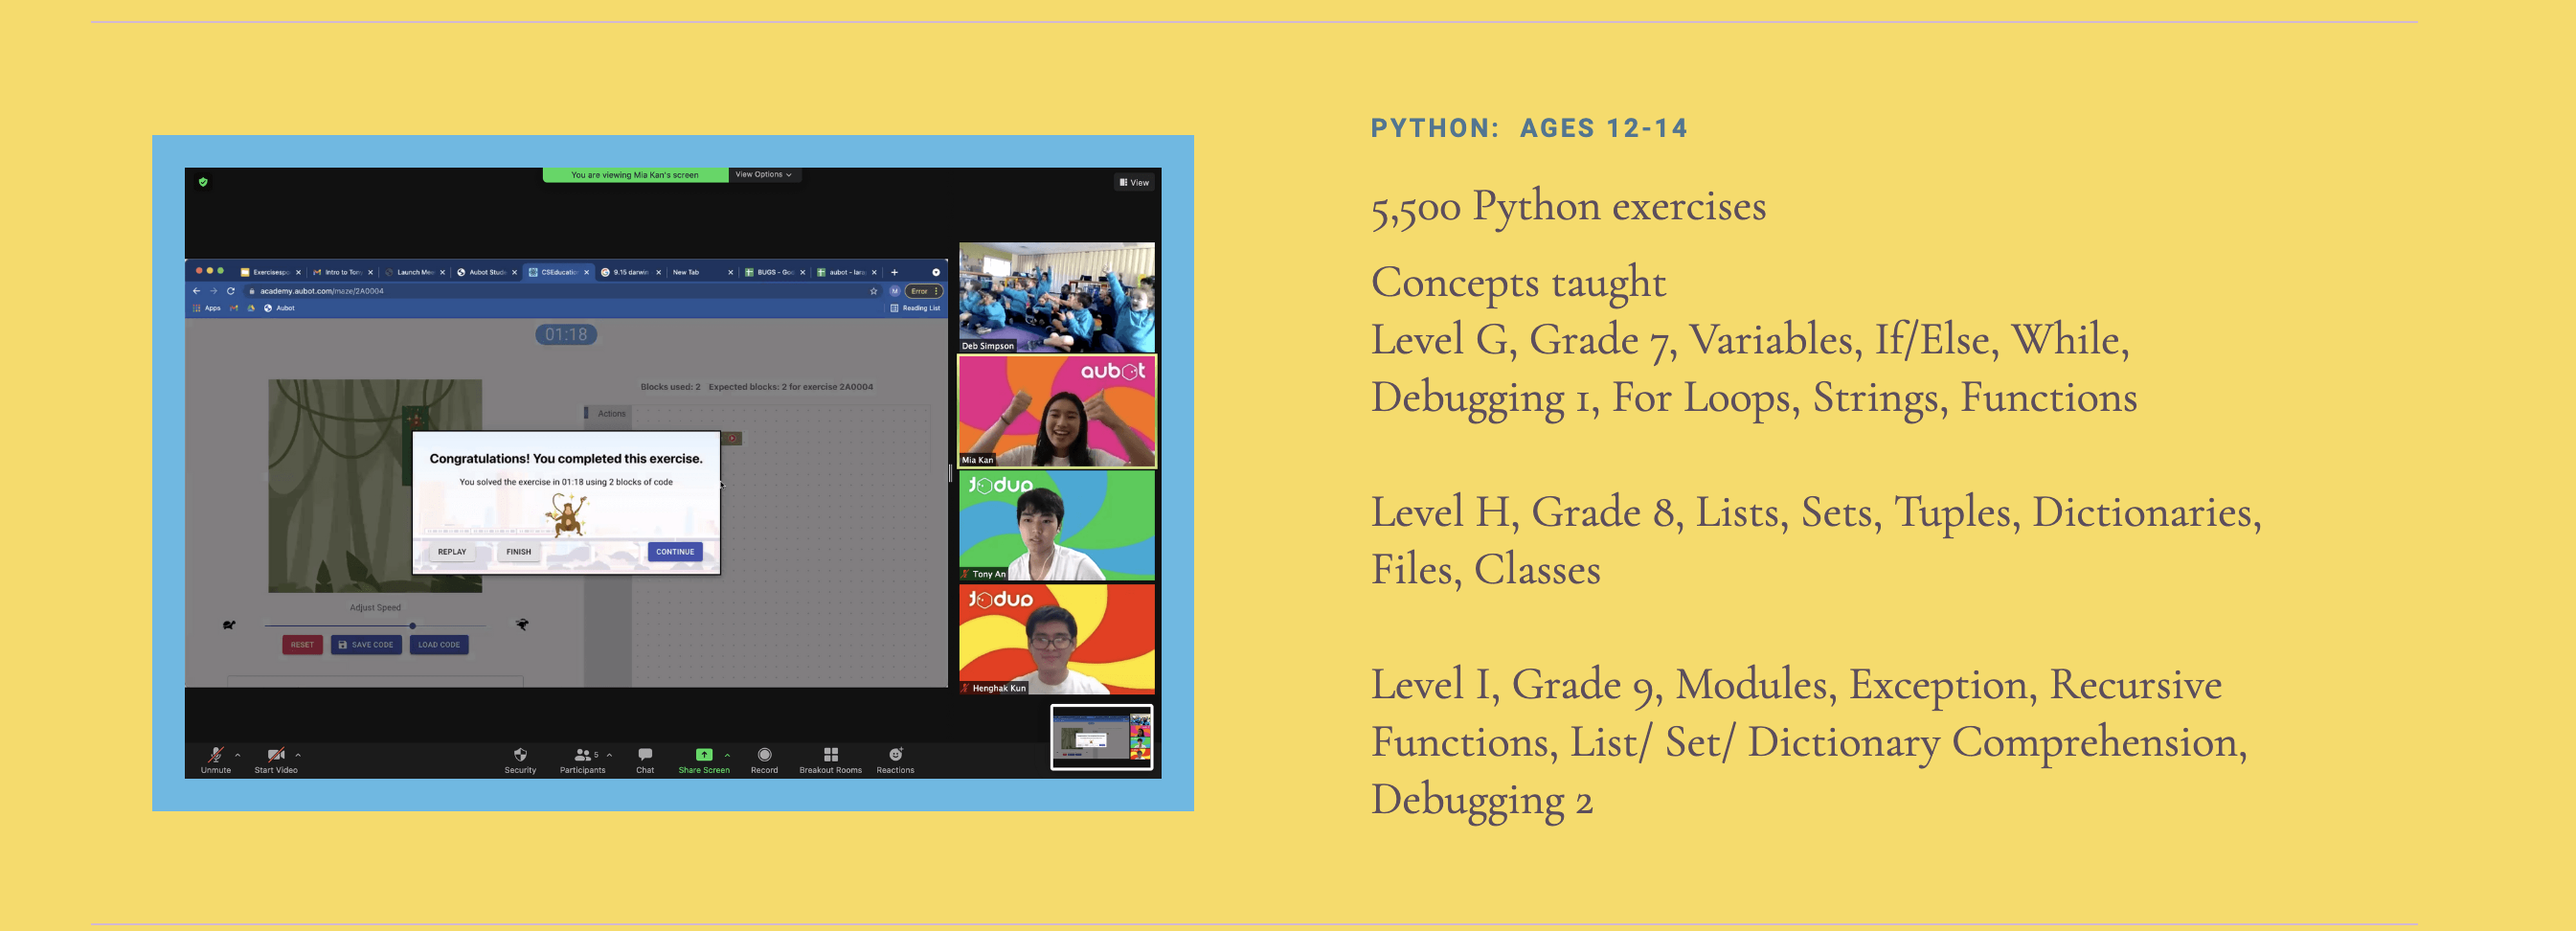 You are viewing Mia Kan's screen
View Options
View
Exercisespo
Intro to Tom
Launch Mee
Aubot Stude
CSEducation
9.15 darwin
New Tab
BUGS - Goo
aubot - lara
academy.aubot.com/maze/2A0004
M
Error
Apps
Aubot
Reading List
01:18
Blocks used: 2 Expected blocks: 2 for exercise 2A0004
Actions
Congratulations! You completed this exercise.
You solved the exercise in 01:18 using 2 blocks of code
REPLAY
FINISH
CONTINUE
Adjust Speed
RESET
SAVE CODE
LOAD CODE
Deb Simpson
aubot
Mia Kan
aubot
Tony An
aubot
Henghak Kun
Unmute
Start Video
Security
5
Participants
Chat
Share Screen
Record
Breakout Rooms
Reactions
PYTHON: AGES 12-14
5,500 Python exercises
Concepts taught
Level G, Grade 7, Variables, If/Else, While,
Debugging 1, For Loops, Strings, Functions
Level H, Grade 8, Lists, Sets, Tuples, Dictionaries,
Files, Classes
Level I, Grade 9, Modules, Exception, Recursive
Functions, List/ Set/ Dictionary Comprehension,
Debugging 2